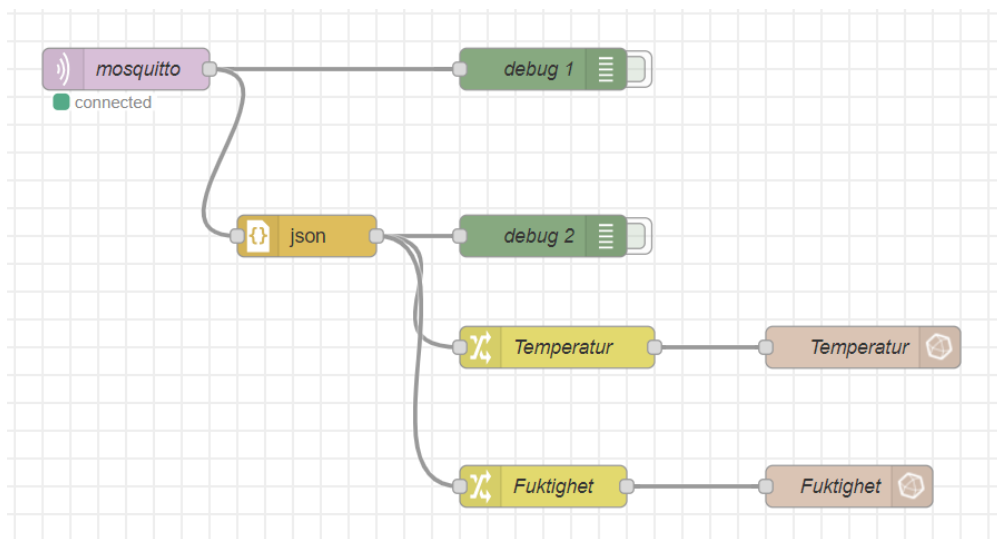 mosquitto
debug 1
connected
{} json
debug 2
Temperatur
Temperatur
Fuktighet
Fuktighet